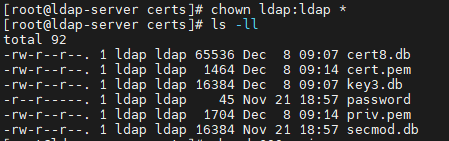 [root@ldap-server certs]# chown ldap:ldap *
[root@ldap-server certs]# ls -ll
total 92
-rw-r--r--. 1 ldap ldap 65536 Dec  8 09:07 cert8.db
-rw-r--r--. 1 ldap ldap  1464 Dec  8 09:14 cert.pem
-rw-r--r--. 1 ldap ldap 16384 Dec  8 09:07 key3.db
-r--r-----. 1 ldap ldap    45 Nov 21 18:57 password
-rw-r--r--. 1 ldap ldap  1704 Dec  8 09:14 priv.pem
-rw-r--r--. 1 ldap ldap 16384 Nov 21 18:57 secmod.db